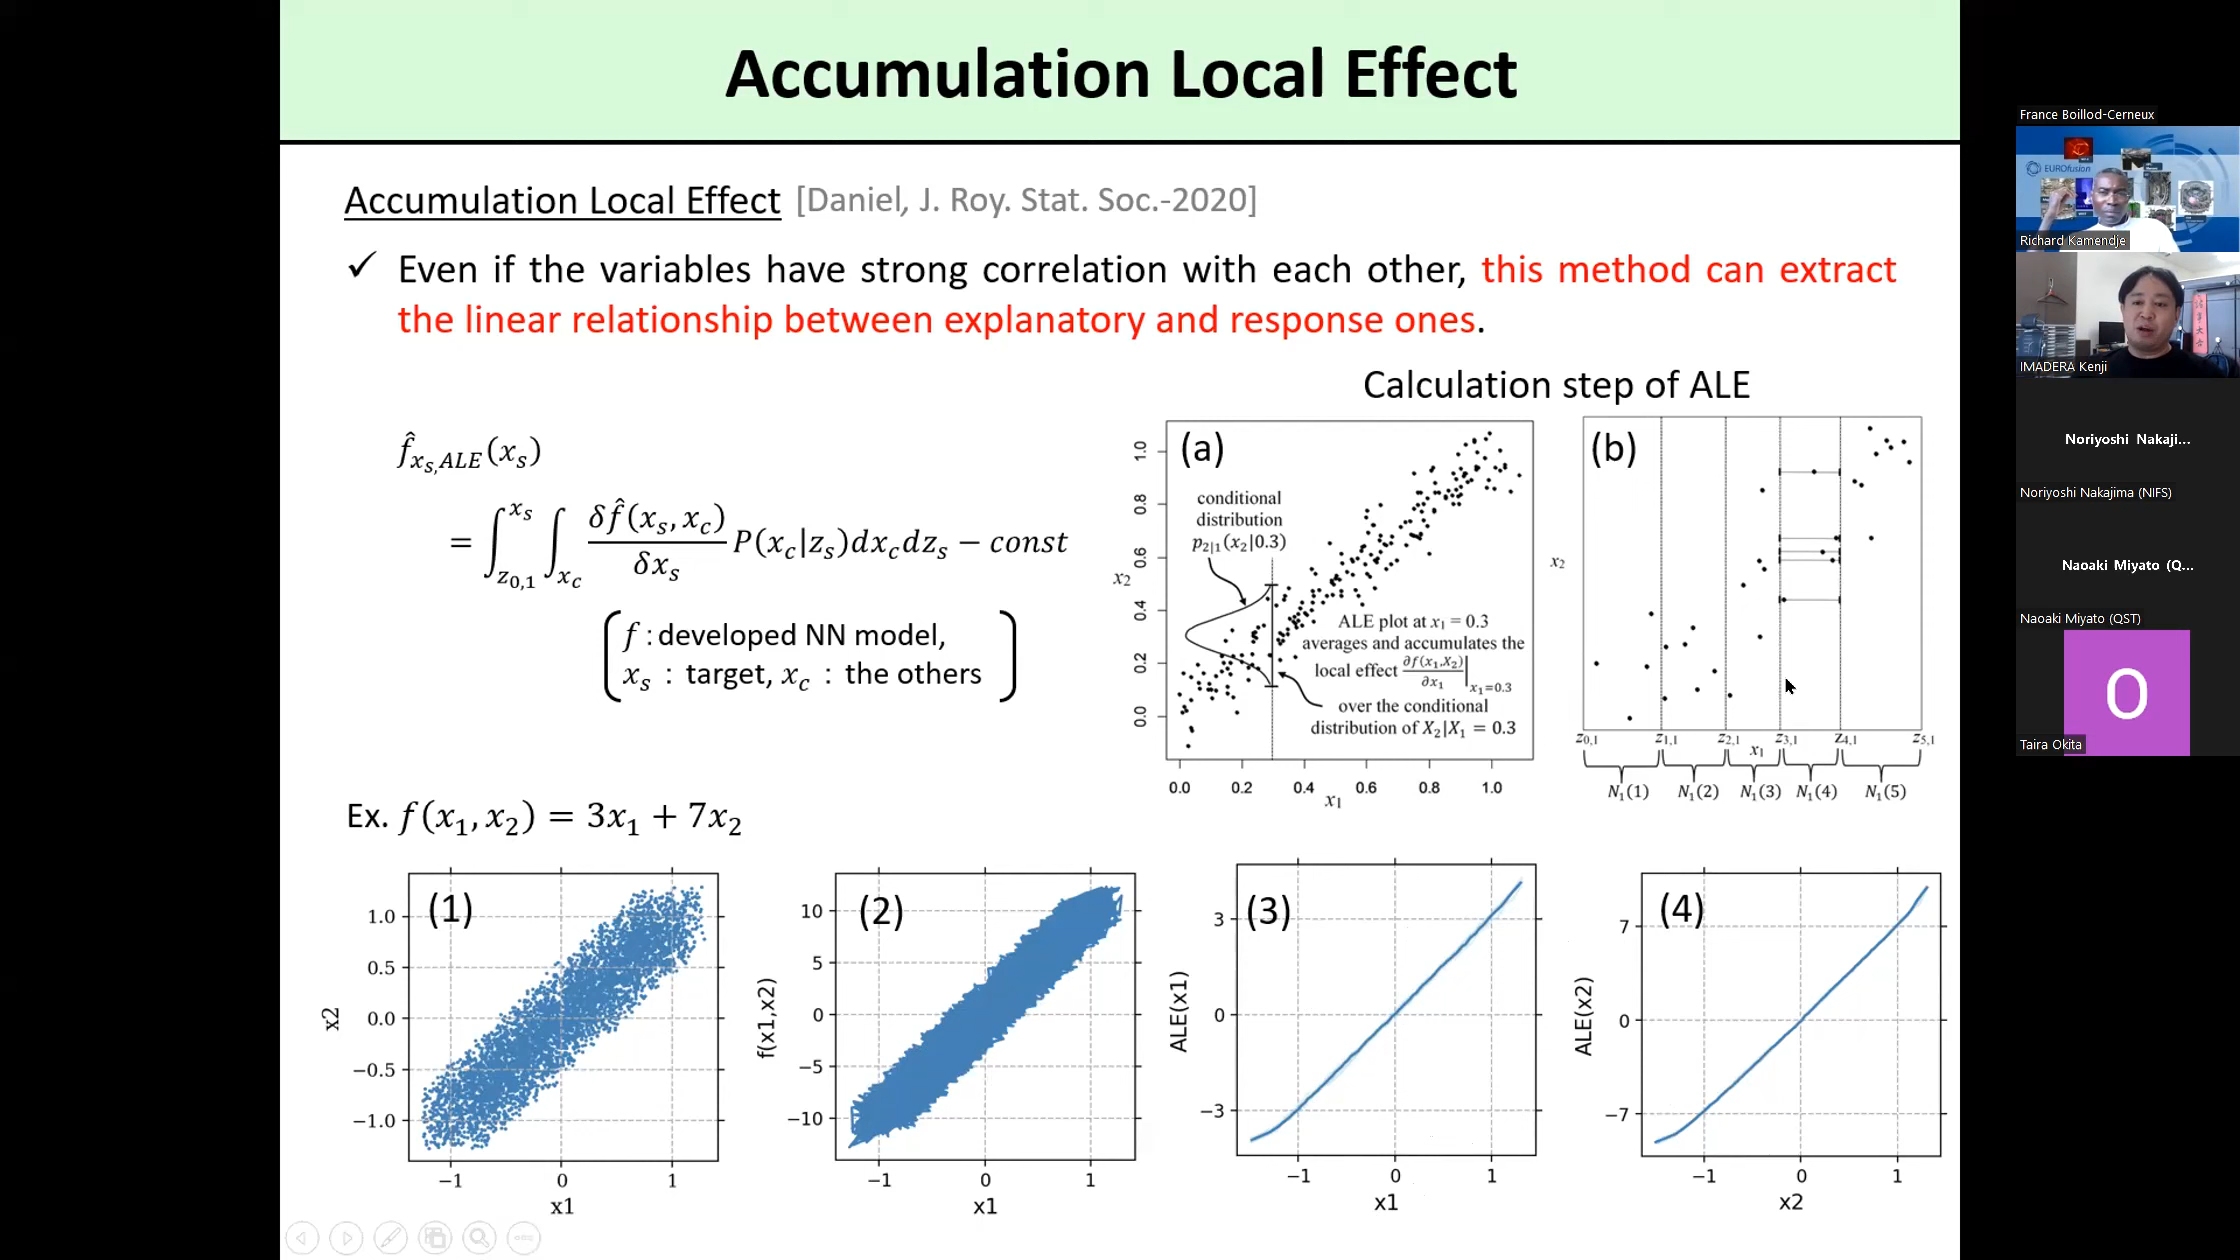 Accumulation Local Effect
Accumulation Local Effect [Daniel, J. Roy. Stat. Soc.-2020]
✓ Even if the variables have strong correlation with each other, this method can extract
the linear relationship between explanatory and response ones.
Calculation step of ALE
f̂_{x_s,ALE}(x_s)
= ∫_{z_{0,1}}^{x_s} ∫_{x_c} δf̂(x_s, x_c)/δx_s P(x_c|z_s)dx_c dz_s − const
f : developed NN model,
x_s : target, x_c : the others
(a)
conditional
distribution
p_{2|1}(x_2|0.3)
ALE plot at x_1 = 0.3
averages and accumulates the
local effect ∂f(x_1,X_2)/∂x_1 |_{x_1=0.3}
over the conditional
distribution of X_2|X_1 = 0.3
x_2
1.0
0.8
0.6
0.4
0.2
0.0
0.0 0.2 0.4 0.6 0.8 1.0
x_1
(b)
x_2
z_{0,1} z_{1,1} z_{2,1} z_{3,1} z_{4,1} z_{5,1}
x_1
N_1(1) N_1(2) N_1(3) N_1(4) N_1(5)
Ex. f(x_1, x_2) = 3x_1 + 7x_2
(1)
x2
1.0
0.5
0.0
−0.5
−1.0
−1 0 1
x1
(2)
f(x1,x2)
10
5
0
−5
−10
−1 0 1
x1
(3)
ALE(x1)
3
0
−3
−1 0 1
x1
(4)
ALE(x2)
7
0
−7
−1 0 1
x2
France Boillod-Cerneux
EUROfusion
Richard Kamendje
IMADERA Kenji
Noriyoshi Nakaji...
Noriyoshi Nakajima (NIFS)
Naoaki Miyato (Q...
Naoaki Miyato (QST)
O
Taira Okita